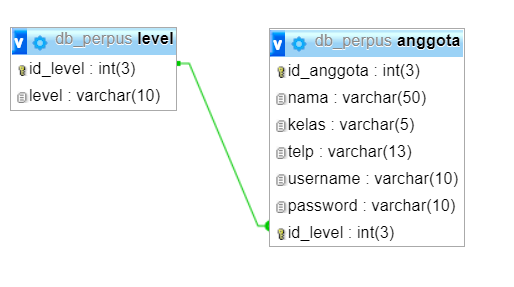 v db_perpus level
id_level : int(3)
level : varchar(10)
v db_perpus anggota
id_anggota : int(3)
nama : varchar(50)
kelas : varchar(5)
telp : varchar(13)
username : varchar(10)
password : varchar(10)
id_level : int(3)